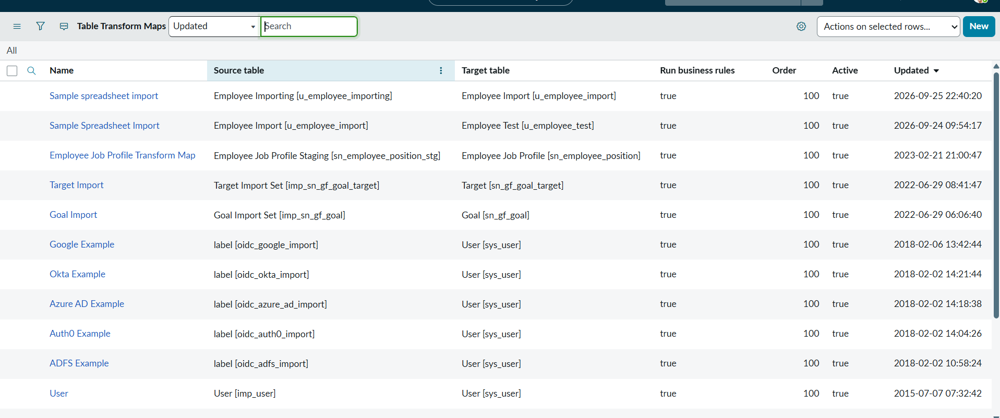 Table Transform Maps Updated Search Actions on selected rows... New
All
Name Source table Target table Run business rules Order Active Updated
Sample spreadsheet import Employee Importing [u_employee_importing] Employee Import [u_employee_import] true 100 true 2026-09-25 22:40:20
Sample Spreadsheet Import Employee Import [u_employee_import] Employee Test [u_employee_test] true 100 true 2026-09-24 09:54:17
Employee Job Profile Transform Map Employee Job Profile Staging [sn_employee_position_stg] Employee Job Profile [sn_employee_position] true 100 true 2023-02-21 21:00:47
Target Import Target Import Set [imp_sn_gf_goal_target] Target [sn_gf_goal_target] true 100 true 2022-06-29 08:41:47
Goal Import Goal Import Set [imp_sn_gf_goal] Goal [sn_gf_goal] true 100 true 2022-06-29 06:06:40
Google Example label [oidc_google_import] User [sys_user] true 100 true 2018-02-06 13:42:44
Okta Example label [oidc_okta_import] User [sys_user] true 100 true 2018-02-02 14:21:44
Azure AD Example label [oidc_azure_ad_import] User [sys_user] true 100 true 2018-02-02 14:18:38
Auth0 Example label [oidc_auth0_import] User [sys_user] true 100 true 2018-02-02 14:04:26
ADFS Example label [oidc_adfs_import] User [sys_user] true 100 true 2018-02-02 10:58:24
User User [imp_user] User [sys_user] true 100 true 2015-07-07 07:32:42